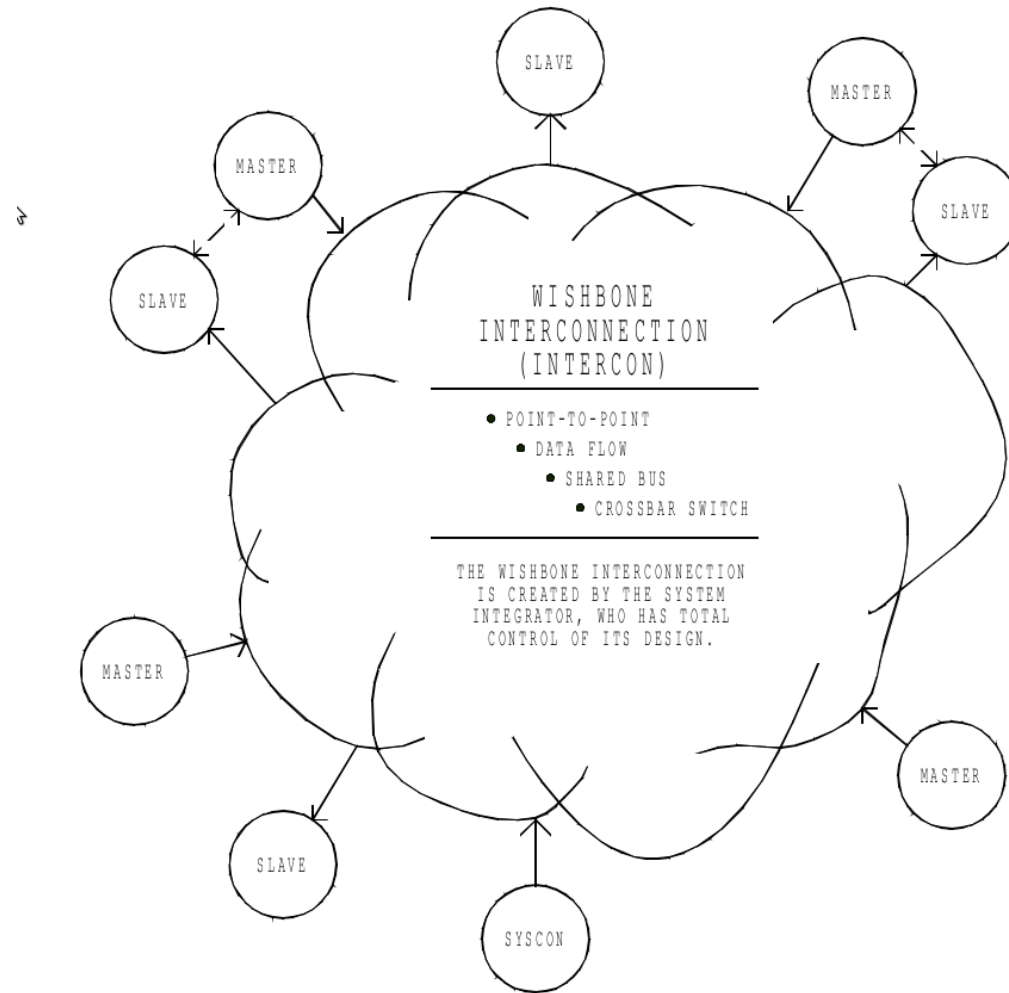 SLAVE
MASTER
MASTER
SLAVE
SLAVE
WISHBONE
INTERCONNECTION
(INTERCON)
• POINT-TO-POINT
• DATA FLOW
• SHARED BUS
• CROSSBAR SWITCH
THE WISHBONE INTERCONNECTION
IS CREATED BY THE SYSTEM
INTEGRATOR, WHO HAS TOTAL
CONTROL OF ITS DESIGN.
MASTER
MASTER
SLAVE
SYSCON